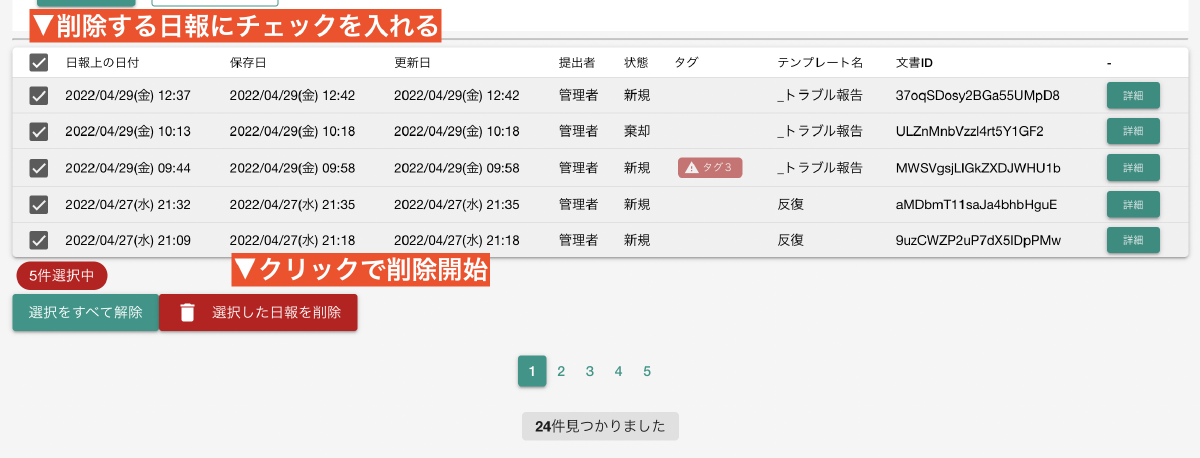 ▼削除する日報にチェックを入れる
日報上の日付 保存日 更新日 提出者 状態 タグ テンプレート名 文書ID -
2022/04/29(金) 12:37 2022/04/29(金) 12:42 2022/04/29(金) 12:42 管理者 新規 _トラブル報告 37oqSDosy2BGa55UMpD8 詳細
2022/04/29(金) 10:13 2022/04/29(金) 10:18 2022/04/29(金) 10:18 管理者 棄却 _トラブル報告 ULZnMnbVzzl4rt5Y1GF2 詳細
2022/04/29(金) 09:44 2022/04/29(金) 09:58 2022/04/29(金) 09:58 管理者 新規 タグ3 _トラブル報告 MWSVgsjLIGkZXDJWHU1b 詳細
2022/04/27(水) 21:32 2022/04/27(水) 21:35 2022/04/27(水) 21:35 管理者 新規 反復 aMDbmT11saJa4bhbHguE 詳細
2022/04/27(水) 21:09 2022/04/27(水) 21:18 2022/04/27(水) 21:18 管理者 新規 反復 9uzCWZP2uP7dX5IDpPMw 詳細
5件選択中
▼クリックで削除開始
選択をすべて解除 選択した日報を削除
1 2 3 4 5
24件見つかりました